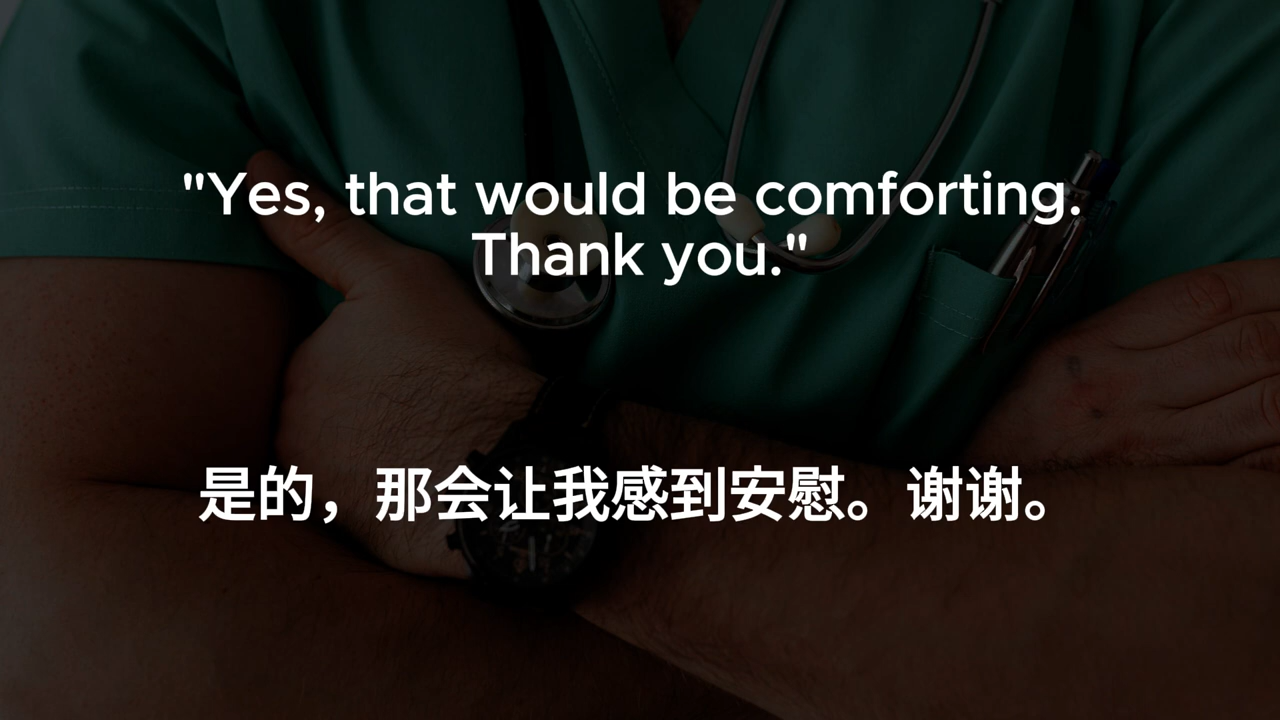 "Yes, that would be comforting.
Thank you."
是的，那会让我感到安慰。谢谢。